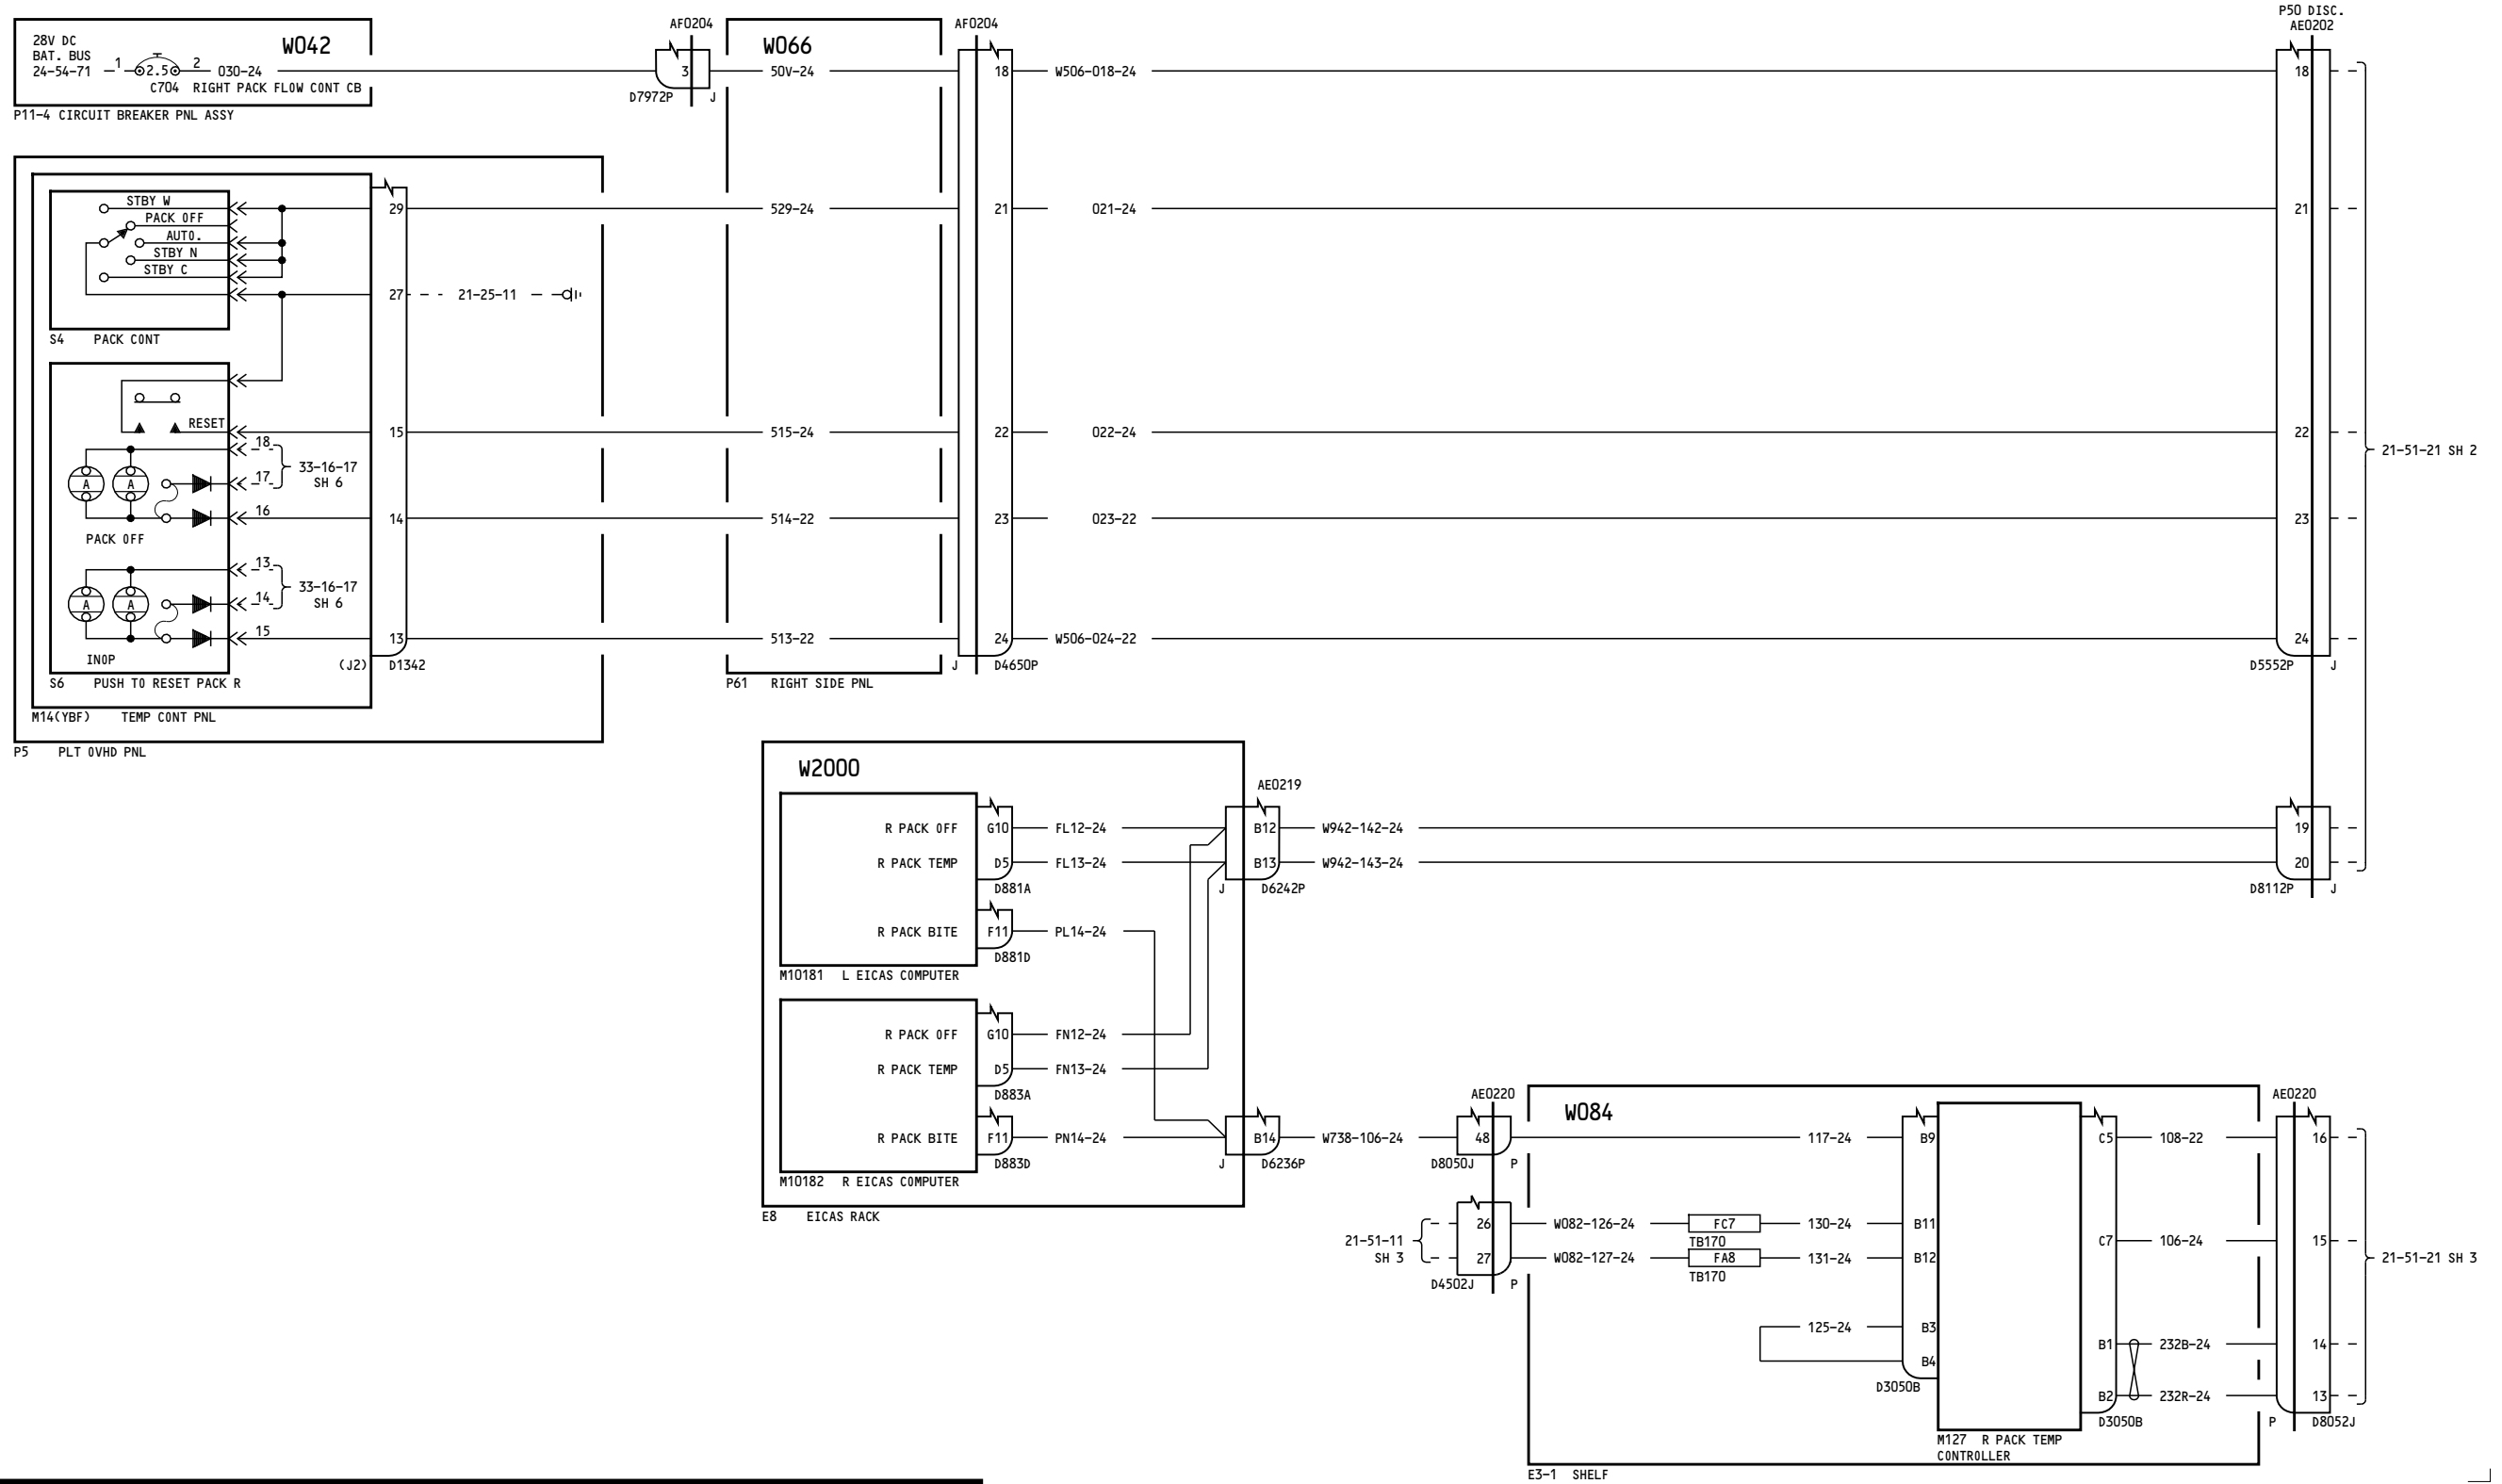 28V DC
BAT. BUS
24-54-71
1
2.5
2
030-24
W042
C704 RIGHT PACK FLOW CONT CB
P11-4 CIRCUIT BREAKER PNL ASSY
AF0204
3
D7972P
J
W066
50V-24
AF0204
18
W506-018-24
P50 DISC.
AE0202
18
STBY W
PACK OFF
AUTO.
STBY N
STBY C
S4 PACK CONT
29
529-24
21
021-24
21
27
21-25-11
RESET
15
515-24
22
022-24
22
21-51-21 SH 2
18
17
33-16-17
SH 6
A
A
16
14
514-22
23
023-22
23
PACK OFF
13
14
33-16-17
SH 6
A
A
15
13
513-22
24
W506-024-22
24
INOP
(J2)
D1342
J
D4650P
D5552P
J
S6 PUSH TO RESET PACK R
P61 RIGHT SIDE PNL
M14(YBF) TEMP CONT PNL
P5 PLT OVHD PNL
W2000
AE0219
R PACK OFF
G10
FL12-24
B12
W942-142-24
19
R PACK TEMP
D5
FL13-24
B13
W942-143-24
20
D881A
J
D6242P
D8112P
J
R PACK BITE
F11
PL14-24
D881D
M10181 L EICAS COMPUTER
R PACK OFF
G10
FN12-24
R PACK TEMP
D5
FN13-24
D883A
R PACK BITE
F11
PN14-24
B14
W738-106-24
D883D
J
D6236P
M10182 R EICAS COMPUTER
E8 EICAS RACK
AE0220
48
D8050J
P
W084
117-24
B9
C5
108-22
AE0220
16
21-51-11
SH 3
26
W082-126-24
FC7
TB170
130-24
B11
27
W082-127-24
FA8
TB170
131-24
B12
D4502J
P
C7
106-24
15
21-51-21 SH 3
125-24
B3
B4
D3050B
B1
232B-24
14
B2
232R-24
13
D3050B
P
D8052J
M127 R PACK TEMP
CONTROLLER
E3-1 SHELF